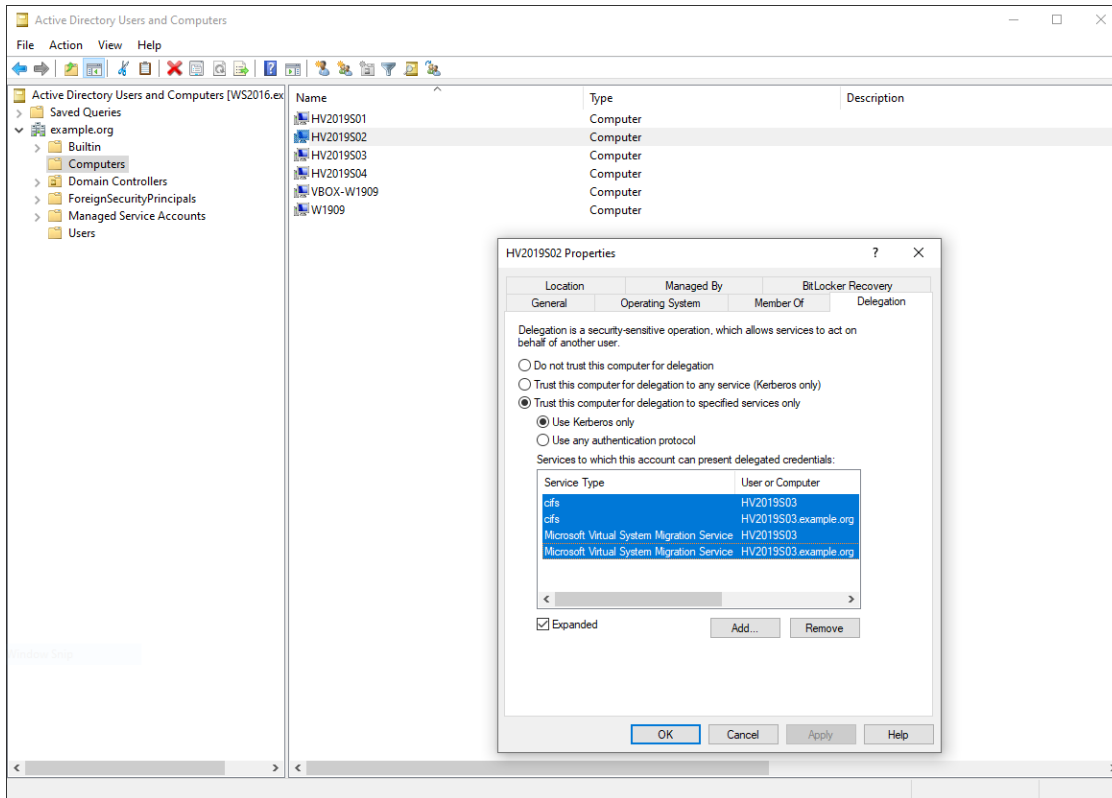 Active Directory Users and Computers
File Action View Help
Active Directory Users and Computers [WS2016.ex
Saved Queries
example.org
Builtin
Computers
Domain Controllers
ForeignSecurityPrincipals
Managed Service Accounts
Users
Name Type Description
HV2019S01 Computer
HV2019S02 Computer
HV2019S03 Computer
HV2019S04 Computer
VBOX-W1909 Computer
W1909 Computer
HV2019S02 Properties
Location Managed By BitLocker Recovery
General Operating System Member Of Delegation
Delegation is a security-sensitive operation, which allows services to act on
behalf of another user.
Do not trust this computer for delegation
Trust this computer for delegation to any service (Kerberos only)
Trust this computer for delegation to specified services only
Use Kerberos only
Use any authentication protocol
Services to which this account can present delegated credentials:
Service Type User or Computer
cifs HV2019S03
cifs HV2019S03.example.org
Microsoft Virtual System Migration Service HV2019S03
Microsoft Virtual System Migration Service HV2019S03.example.org
Expanded Add... Remove
OK Cancel Apply Help